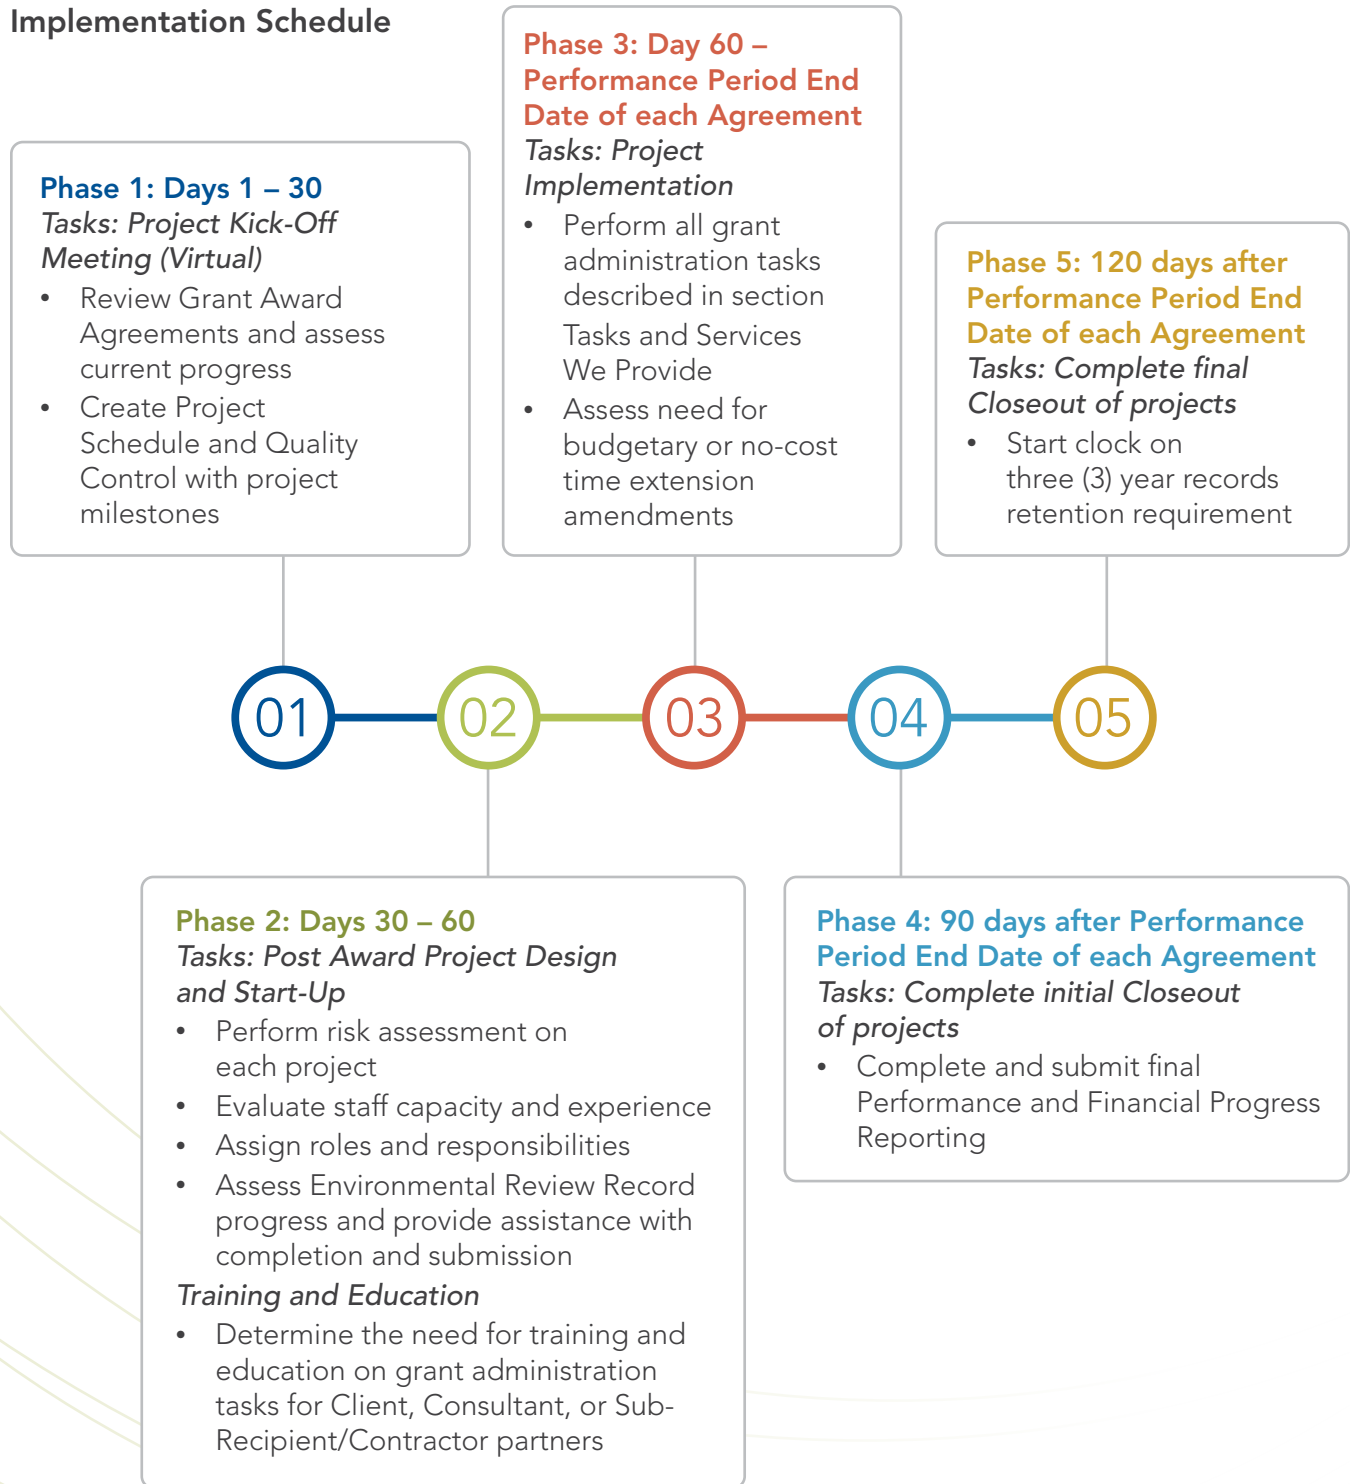 Implementation Schedule
Phase 1: Days 1 – 30
Tasks: Project Kick-Off
Meeting (Virtual)
• Review Grant Award
Agreements and assess
current progress
• Create Project
Schedule and Quality
Control with project
milestones
Phase 3: Day 60 –
Performance Period End
Date of each Agreement
Tasks: Project
Implementation
• Perform all grant
administration tasks
described in section
Tasks and Services
We Provide
• Assess need for
budgetary or no-cost
time extension
amendments
Phase 5: 120 days after
Performance Period End
Date of each Agreement
Tasks: Complete final
Closeout of projects
• Start clock on
three (3) year records
retention requirement
01 02 03 04 05
Phase 2: Days 30 – 60
Tasks: Post Award Project Design
and Start-Up
• Perform risk assessment on
each project
• Evaluate staff capacity and experience
• Assign roles and responsibilities
• Assess Environmental Review Record
progress and provide assistance with
completion and submission
Training and Education
• Determine the need for training and
education on grant administration
tasks for Client, Consultant, or Sub-
Recipient/Contractor partners
Phase 4: 90 days after Performance
Period End Date of each Agreement
Tasks: Complete initial Closeout
of projects
• Complete and submit final
Performance and Financial Progress
Reporting